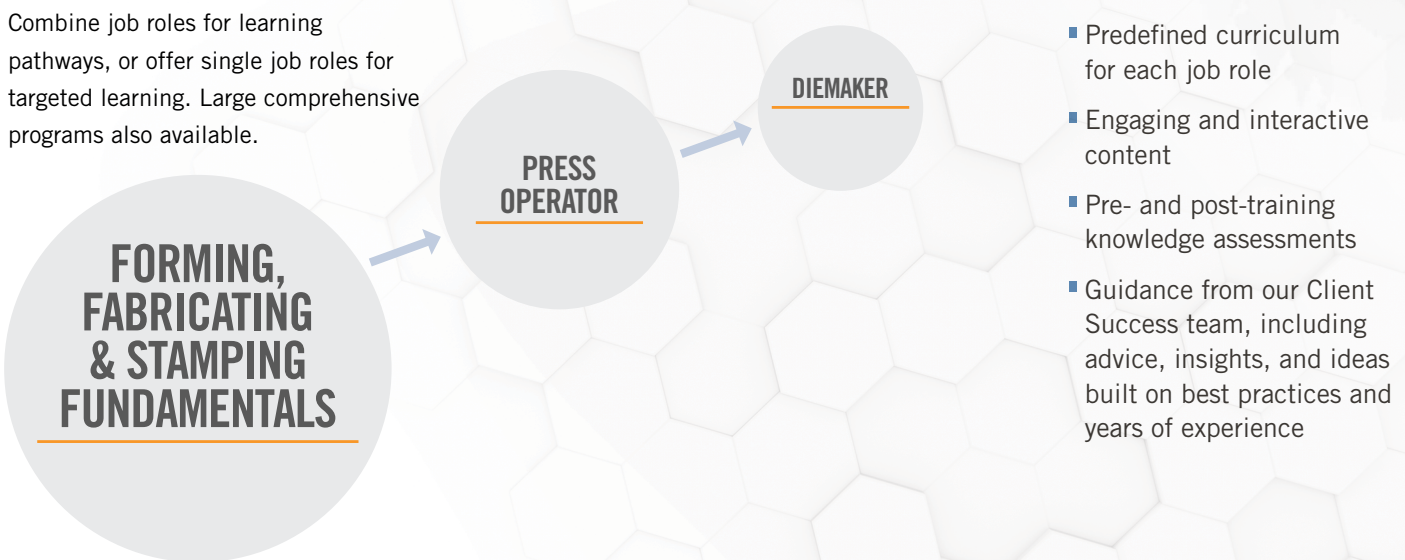 Combine job roles for learning
pathways, or offer single job roles for
targeted learning. Large comprehensive
programs also available.
FORMING,
FABRICATING
& STAMPING
FUNDAMENTALS
PRESS
OPERATOR
DIEMAKER
Predefined curriculum
for each job role
Engaging and interactive
content
Pre- and post-training
knowledge assessments
Guidance from our Client
Success team, including
advice, insights, and ideas
built on best practices and
years of experience